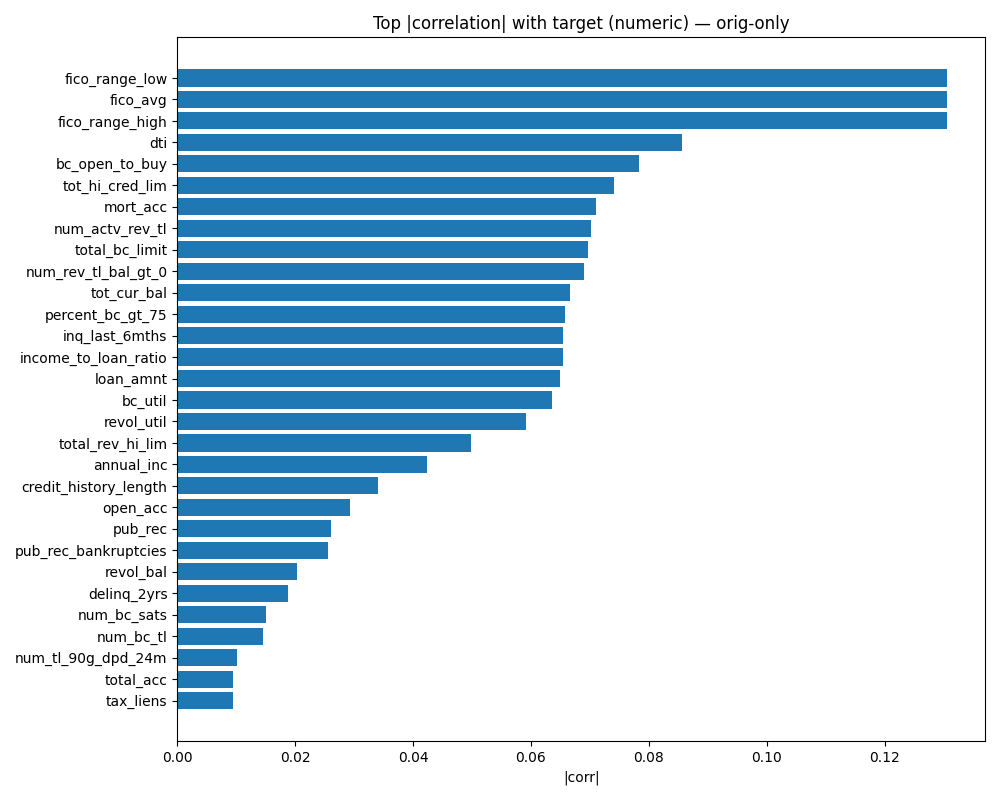 Top |correlation| with target (numeric) — orig-only
fico_range_low
fico_avg
fico_range_high
dti
bc_open_to_buy
tot_hi_cred_lim
mort_acc
num_actv_rev_tl
total_bc_limit
num_rev_tl_bal_gt_0
tot_cur_bal
percent_bc_gt_75
inq_last_6mths
income_to_loan_ratio
loan_amnt
bc_util
revol_util
total_rev_hi_lim
annual_inc
credit_history_length
open_acc
pub_rec
pub_rec_bankruptcies
revol_bal
delinq_2yrs
num_bc_sats
num_bc_tl
num_tl_90g_dpd_24m
total_acc
tax_liens
0.00 0.02 0.04 0.06 0.08 0.10 0.12
|corr|